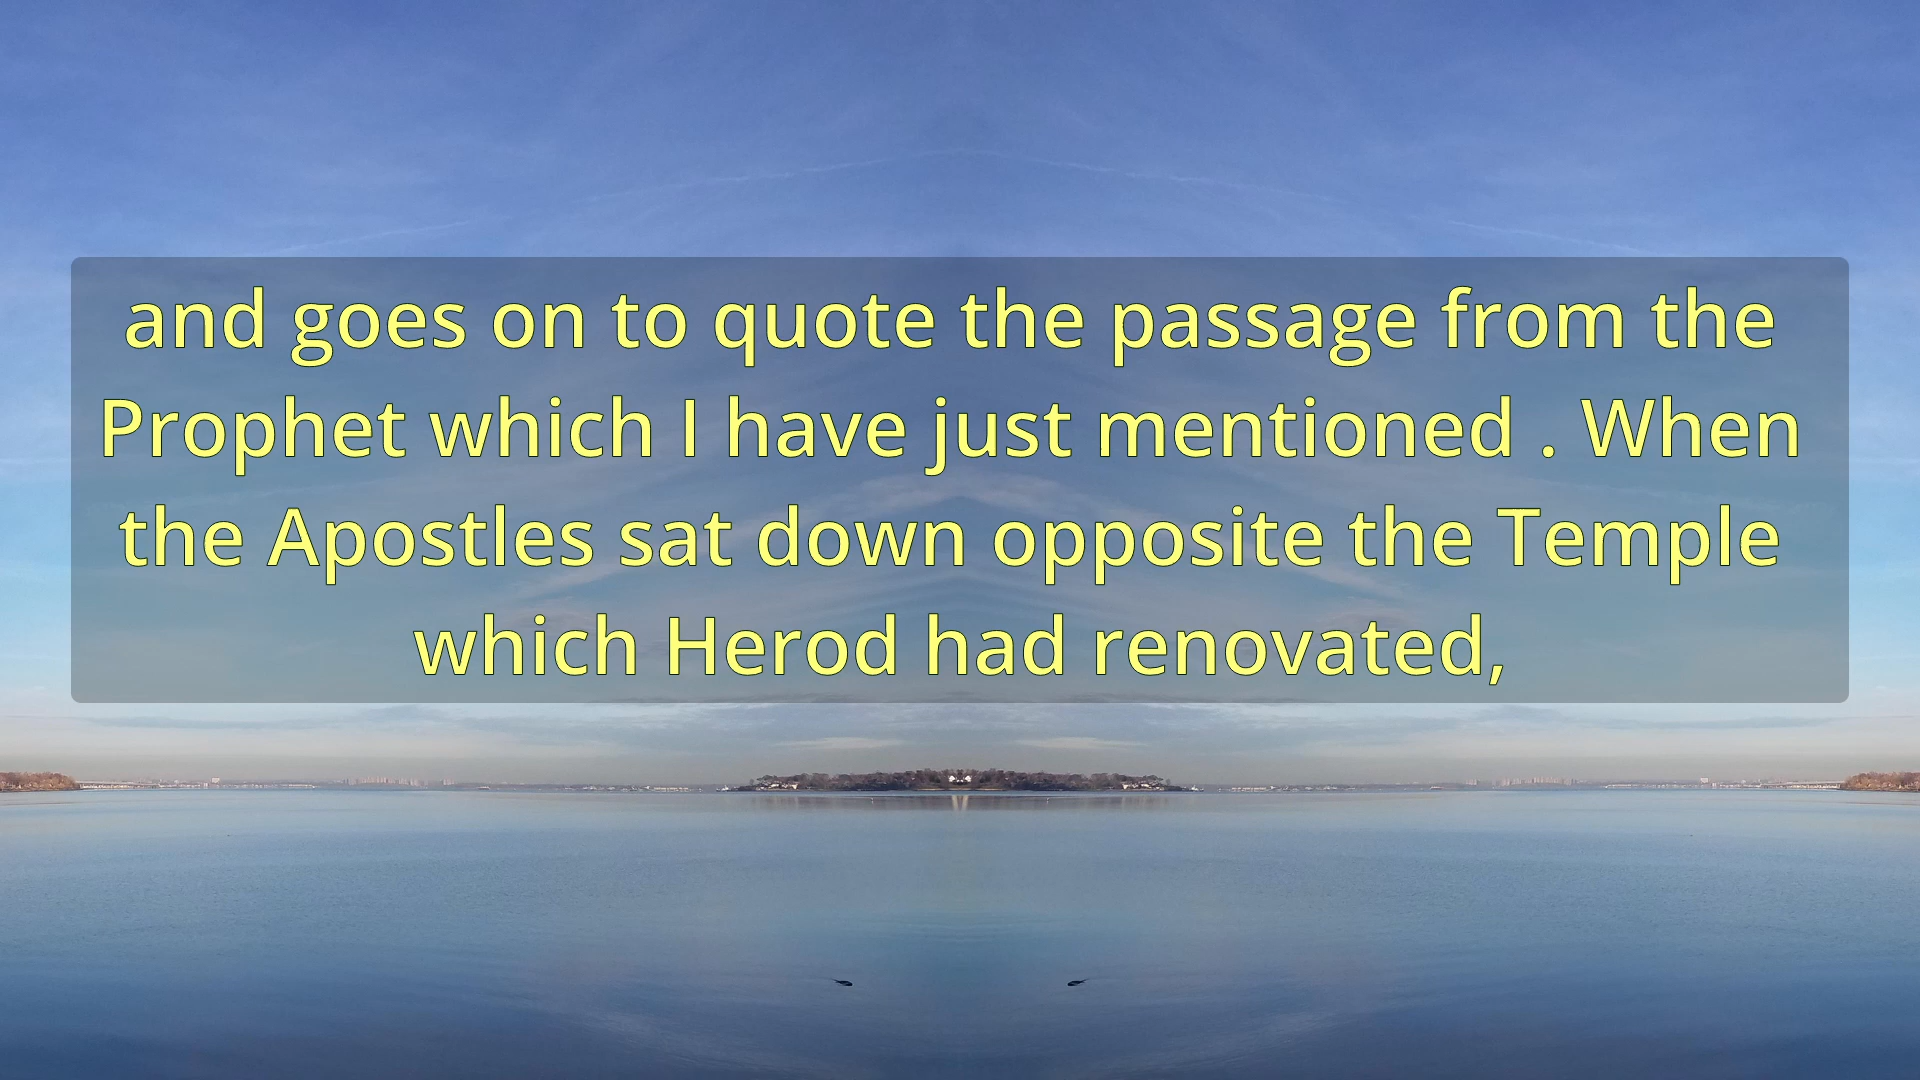 and goes on to quote the passage from the
Prophet which I have just mentioned . When
the Apostles sat down opposite the Temple
which Herod had renovated,